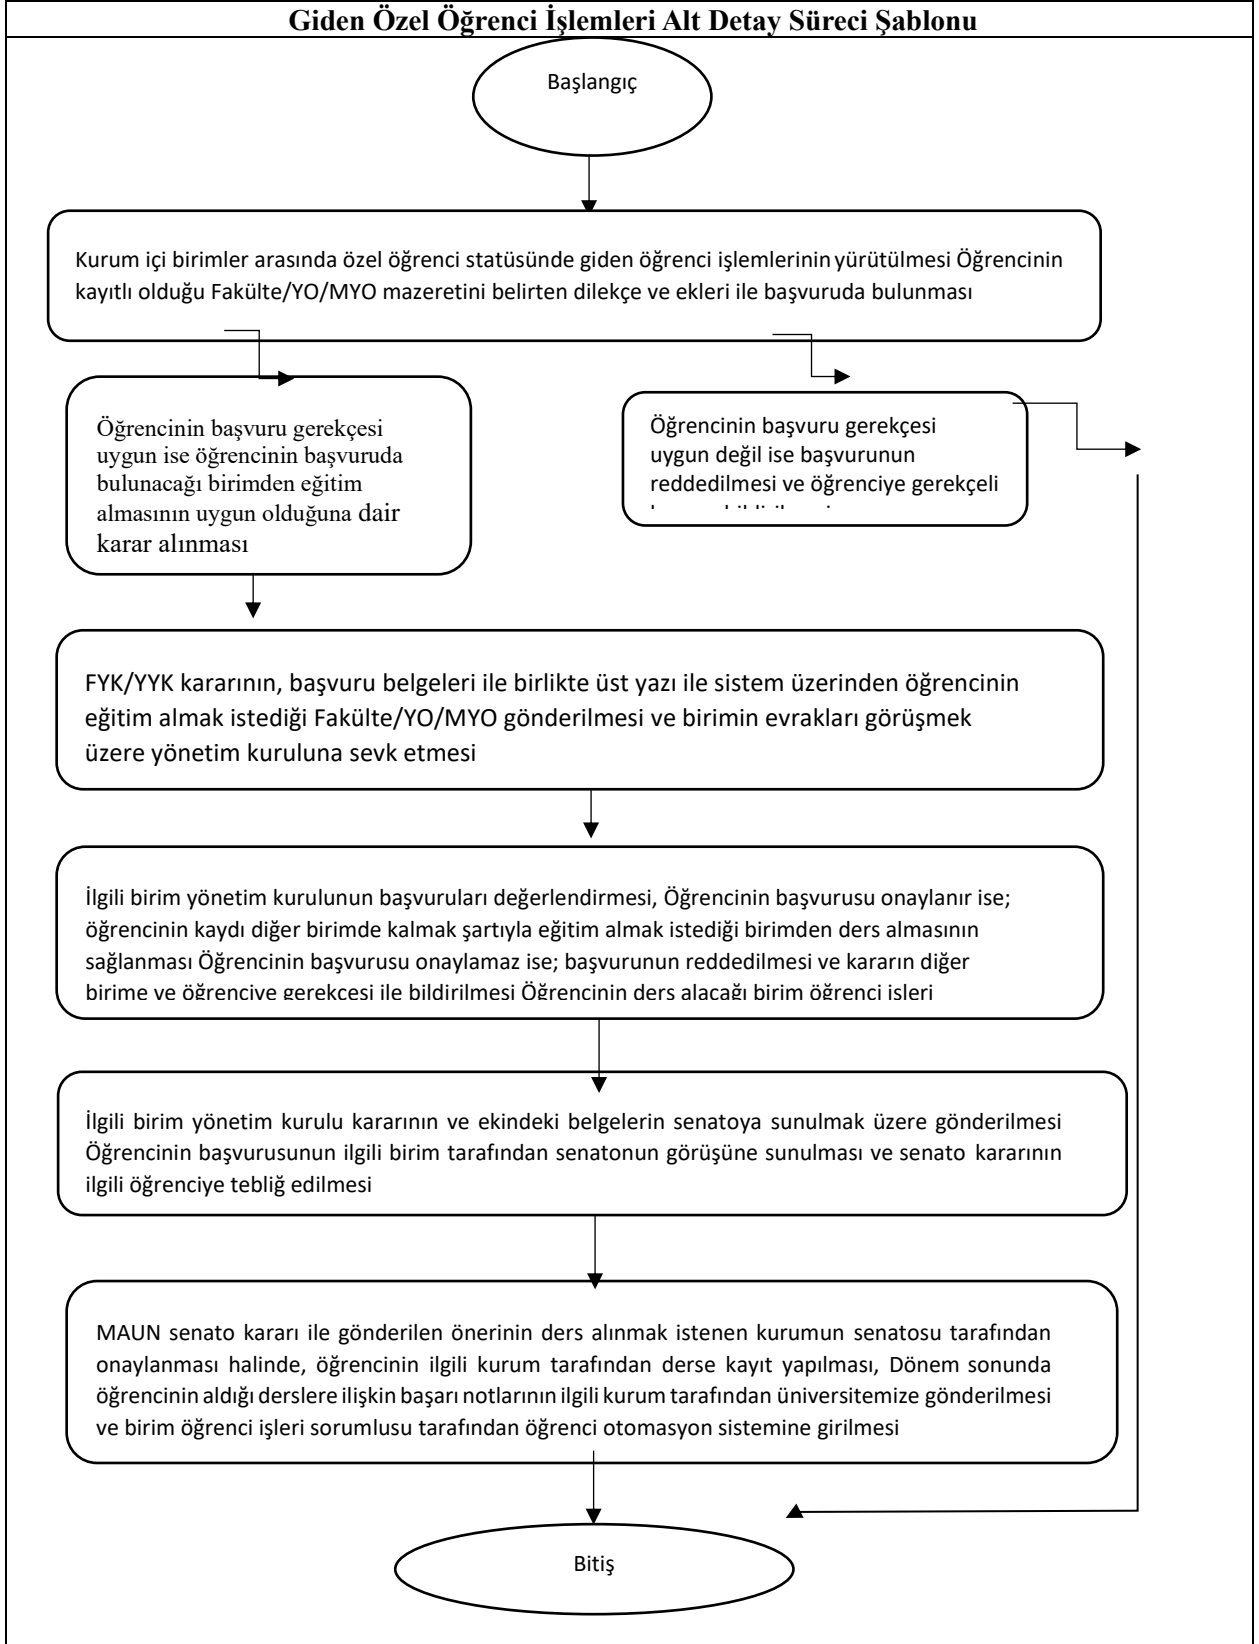 Giden Özel Öğrenci İşlemleri Alt Detay Süreci Şablonu
Başlangıç
Kurum içi birimler arasında özel öğrenci statüsünde giden öğrenci işlemlerinin yürütülmesi Öğrencinin
kayıtlı olduğu Fakülte/YO/MYO mazeretini belirten dilekçe ve ekleri ile başvuruda bulunması
Öğrencinin başvuru gerekçesi
uygun ise öğrencinin başvuruda
bulunacağı birimden eğitim
almasının uygun olduğuna dair
karar alınması
Öğrencinin başvuru gerekçesi
uygun değil ise başvurunun
reddedilmesi ve öğrenciye gerekçeli
FYK/YYK kararının, başvuru belgeleri ile birlikte üst yazı ile sistem üzerinden öğrencinin
eğitim almak istediği Fakülte/YO/MYO gönderilmesi ve birimin evrakları görüşmek
üzere yönetim kuruluna sevk etmesi
İlgili birim yönetim kurulunun başvuruları değerlendirmesi, Öğrencinin başvurusu onaylanır ise;
öğrencinin kaydı diğer birimde kalmak şartıyla eğitim almak istediği birimden ders almasının
sağlanması Öğrencinin başvurusu onaylamaz ise; başvurunun reddedilmesi ve kararın diğer
birime ve öğrenciye gerekçesi ile bildirilmesi Öğrencinin ders alacağı birim öğrenci işleri
İlgili birim yönetim kurulu kararının ve ekindeki belgelerin senatoya sunulmak üzere gönderilmesi
Öğrencinin başvurusunun ilgili birim tarafından senatonun görüşüne sunulması ve senato kararının
ilgili öğrenciye tebliğ edilmesi
MAUN senato kararı ile gönderilen önerinin ders alınmak istenen kurumun senatosu tarafından
onaylanması halinde, öğrencinin ilgili kurum tarafından derse kayıt yapılması, Dönem sonunda
öğrencinin aldığı derslere ilişkin başarı notlarının ilgili kurum tarafından üniversitemize gönderilmesi
ve birim öğrenci işleri sorumlusu tarafından öğrenci otomasyon sistemine girilmesi
Bitiş